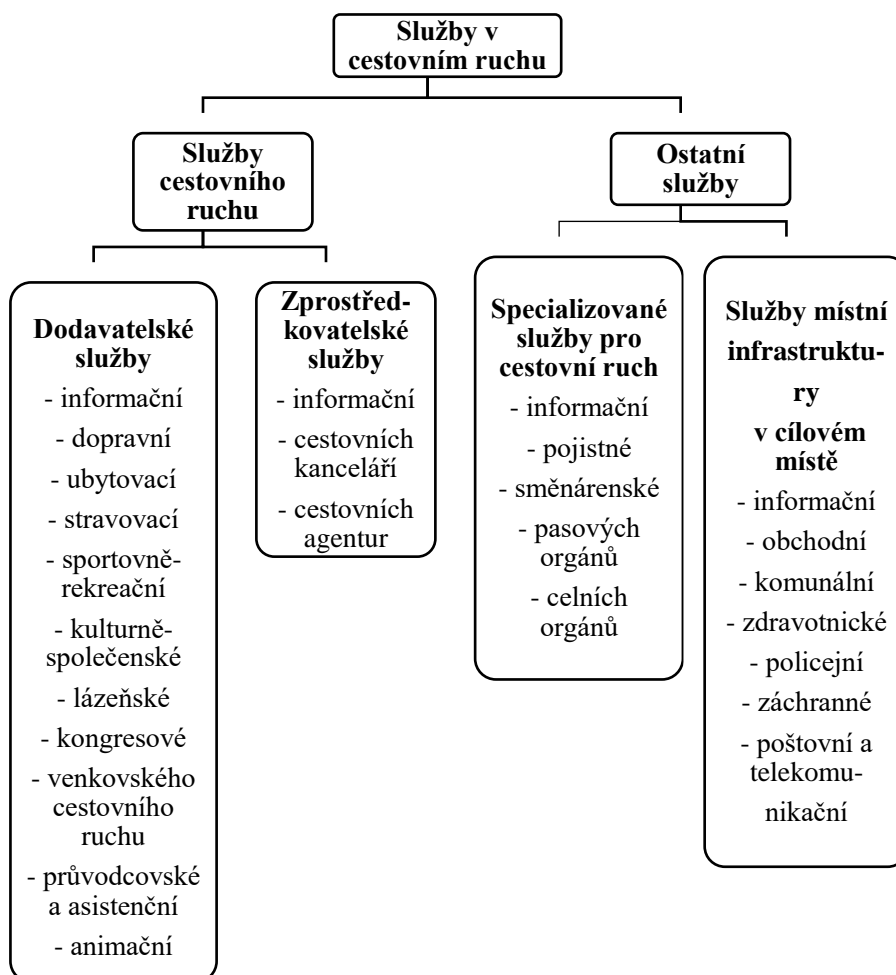 Služby v
cestovním ruchu
Služby
cestovního
ruchu
Ostatní
služby
Dodavatelské
služby
- informační
- dopravní
- ubytovací
- stravovací
- sportovně-
rekreační
- kulturně-
společenské
- lázeňské
- kongresové
- venkovského
cestovního
ruchu
- průvodcovské
a asistenční
- animační
Zprostřed-
kovatelské
služby
- informační
- cestovních
kanceláří
- cestovních
agentur
Specializované
služby pro
cestovní ruch
- informační
- pojistné
- směnárenské
- pasových
orgánů
- celních
orgánů
Služby místní
infrastruktu-
ry
v cílovém
místě
- informační
- obchodní
- komunální
- zdravotnické
- policejní
- záchranné
- poštovní a
telekomu-
nikační